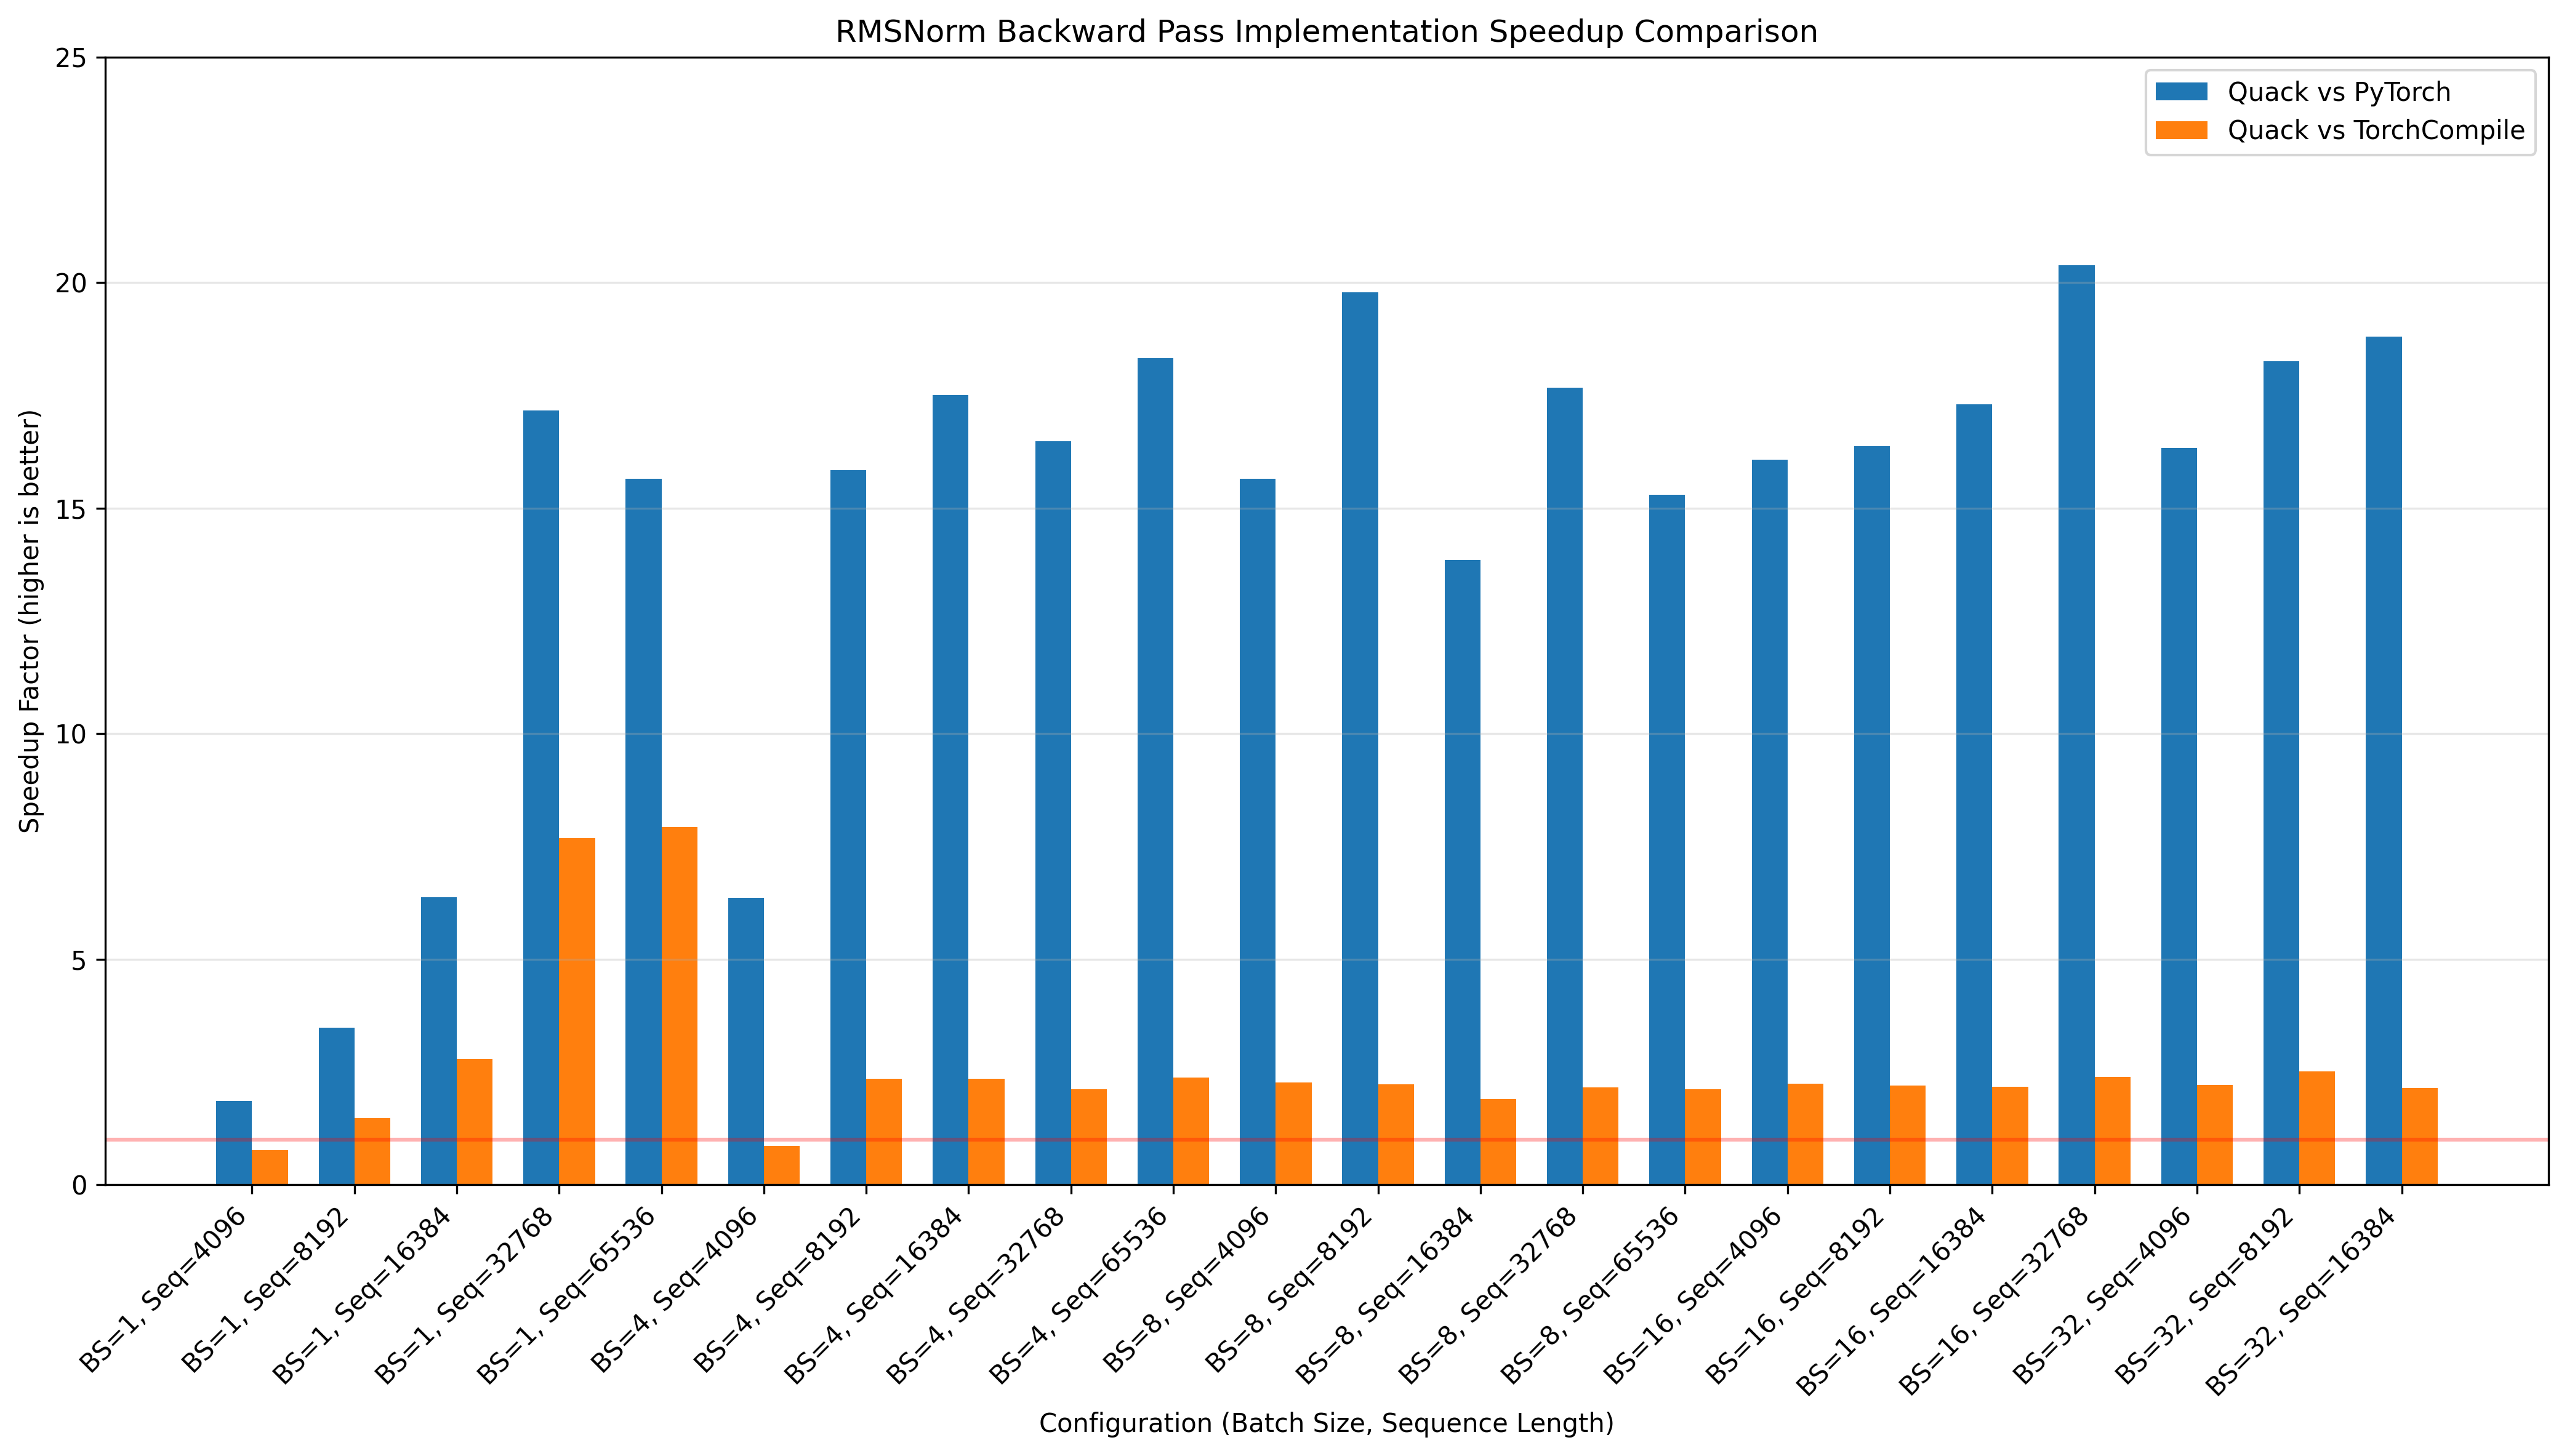 RMSNorm Backward Pass Implementation Speedup Comparison
Quack vs PyTorch
Quack vs TorchCompile
Speedup Factor (higher is better)
25
20
15
10
5
0
BS=1, Seq=4096
BS=1, Seq=8192
BS=1, Seq=16384
BS=1, Seq=32768
BS=1, Seq=65536
BS=4, Seq=4096
BS=4, Seq=8192
BS=4, Seq=16384
BS=4, Seq=32768
BS=4, Seq=65536
BS=8, Seq=4096
BS=8, Seq=8192
BS=8, Seq=16384
BS=8, Seq=32768
BS=8, Seq=65536
BS=16, Seq=4096
BS=16, Seq=8192
BS=16, Seq=16384
BS=16, Seq=32768
BS=32, Seq=4096
BS=32, Seq=8192
BS=32, Seq=16384
Configuration (Batch Size, Sequence Length)